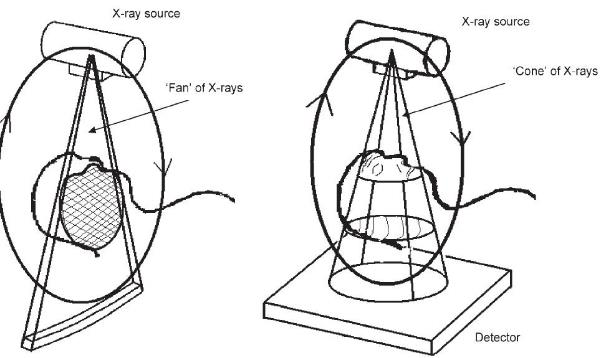 X-ray source
'Fan' of X-rays
X-ray source
'Cone' of X-rays
Detector